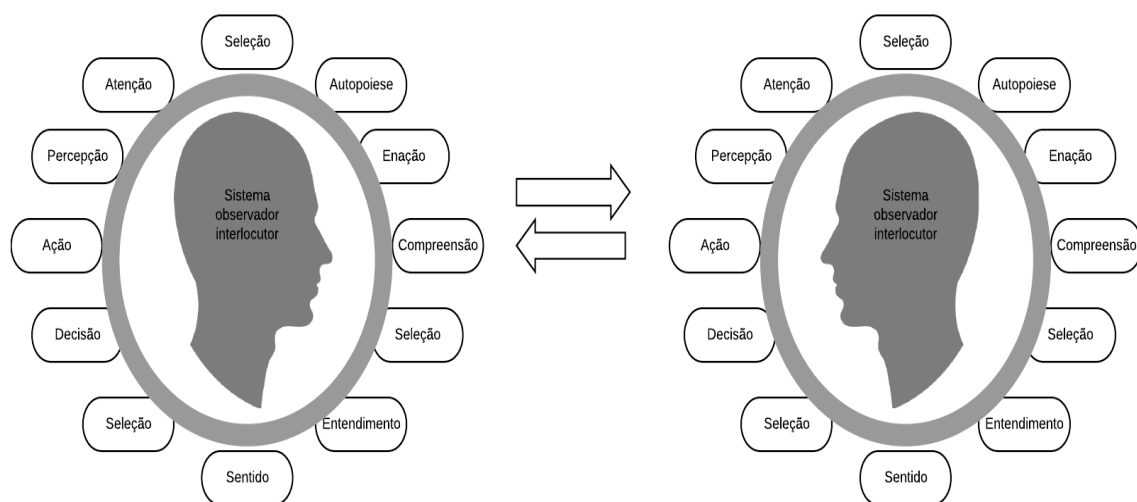 Seleção
Atenção
Autopoiese
Percepção
Enação
Sistema
observador
interlocutor
Ação
Compreensão
Decisão
Seleção
Seleção
Entendimento
Sentido
Seleção
Atenção
Autopoiese
Percepção
Enação
Sistema
observador
interlocutor
Ação
Compreensão
Decisão
Seleção
Seleção
Entendimento
Sentido